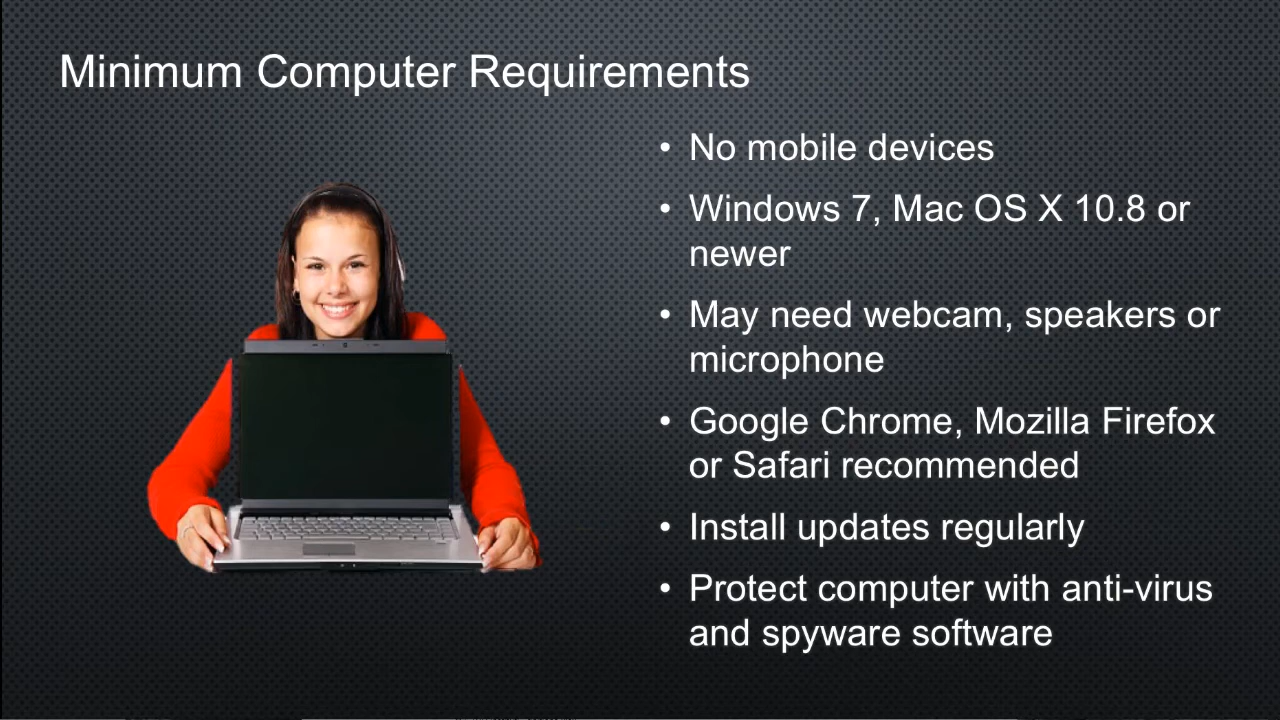 Minimum Computer Requirements
• No mobile devices
• Windows 7, Mac OS X 10.8 or
newer
• May need webcam, speakers or
microphone
• Google Chrome, Mozilla Firefox
or Safari recommended
• Install updates regularly
• Protect computer with anti-virus
and spyware software